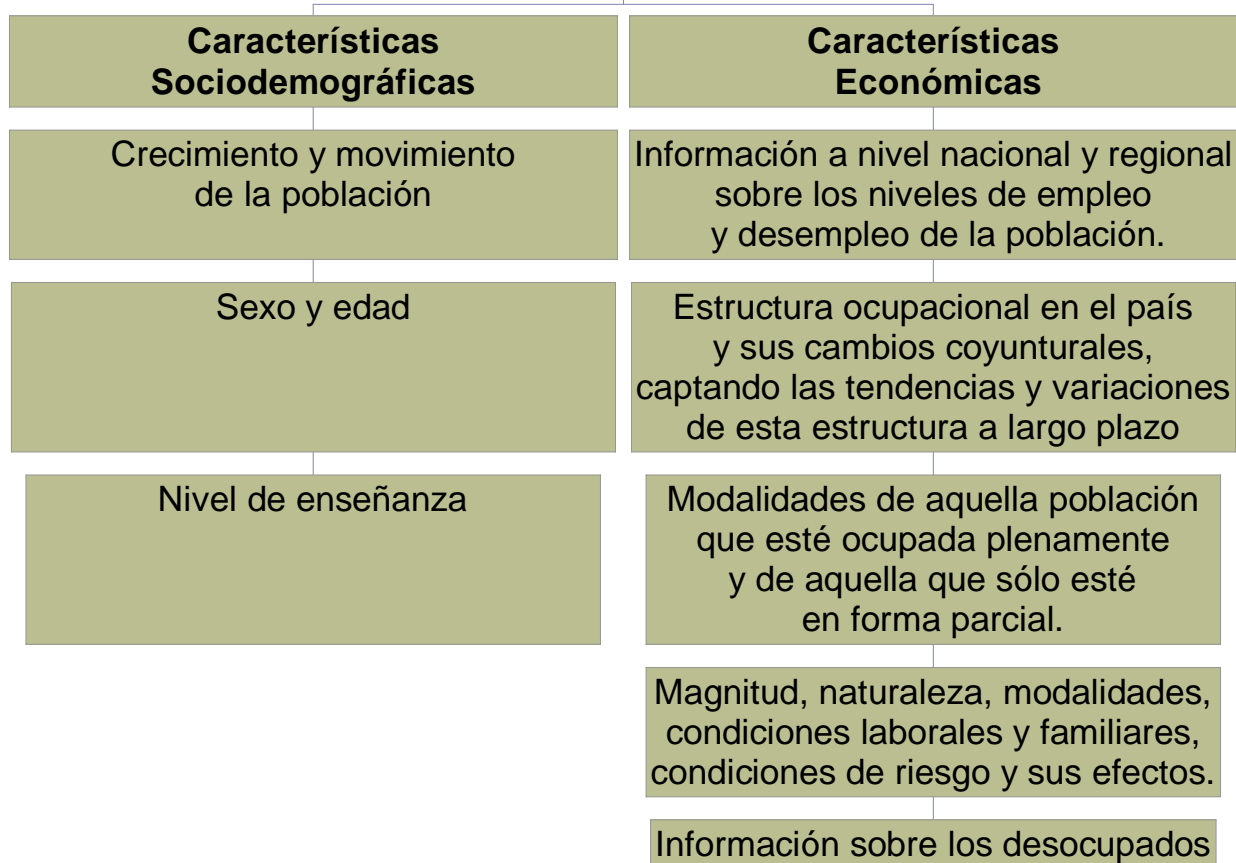 Características
Sociodemográficas
Crecimiento y movimiento
de la población
Sexo y edad
Nivel de enseñanza
Características
Económicas
Información a nivel nacional y regional
sobre los niveles de empleo
y desempleo de la población.
Estructura ocupacional en el país
y sus cambios coyunturales,
captando las tendencias y variaciones
de esta estructura a largo plazo
Modalidades de aquella población
que esté ocupada plenamente
y de aquella que sólo esté
en forma parcial.
Magnitud, naturaleza, modalidades,
condiciones laborales y familiares,
condiciones de riesgo y sus efectos.
Información sobre los desocupados